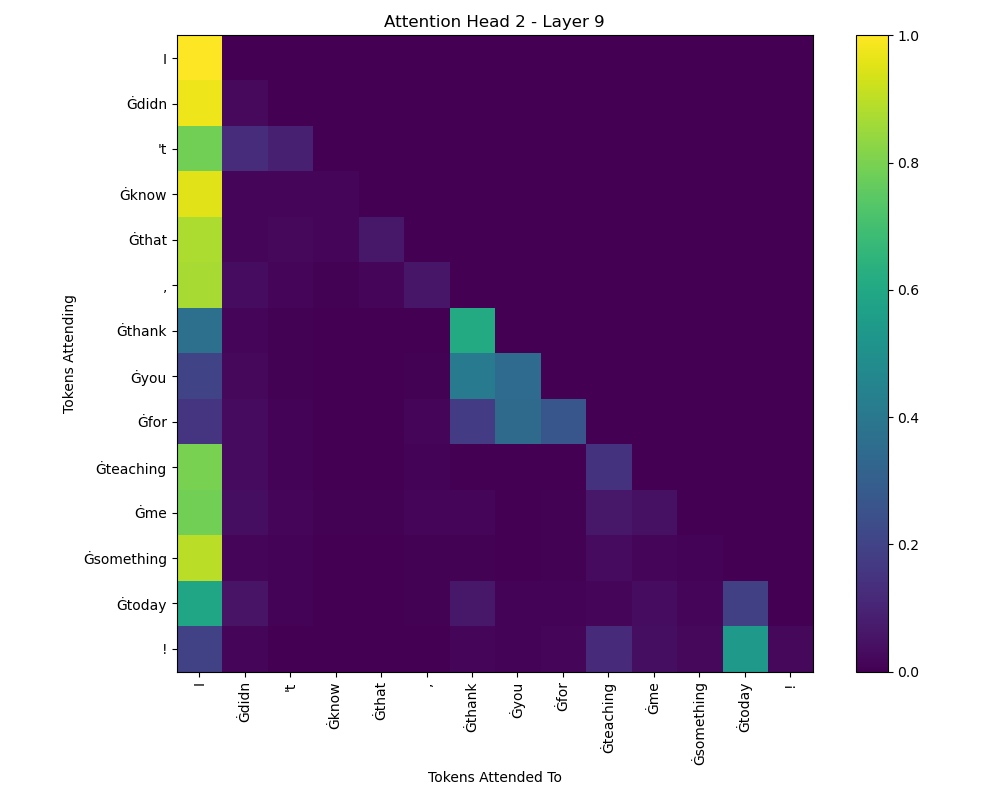 Attention Head 2 - Layer 9
I
Ġdidn
't
Ġknow
Ġthat
,
Ġthank
Ġyou
Ġfor
Ġteaching
Ġme
Ġsomething
Ġtoday
!
Tokens Attending
I
Ġdidn
't
Ġknow
Ġthat
,
Ġthank
Ġyou
Ġfor
Ġteaching
Ġme
Ġsomething
Ġtoday
!
Tokens Attended To
1.0
0.8
0.6
0.4
0.2
0.0